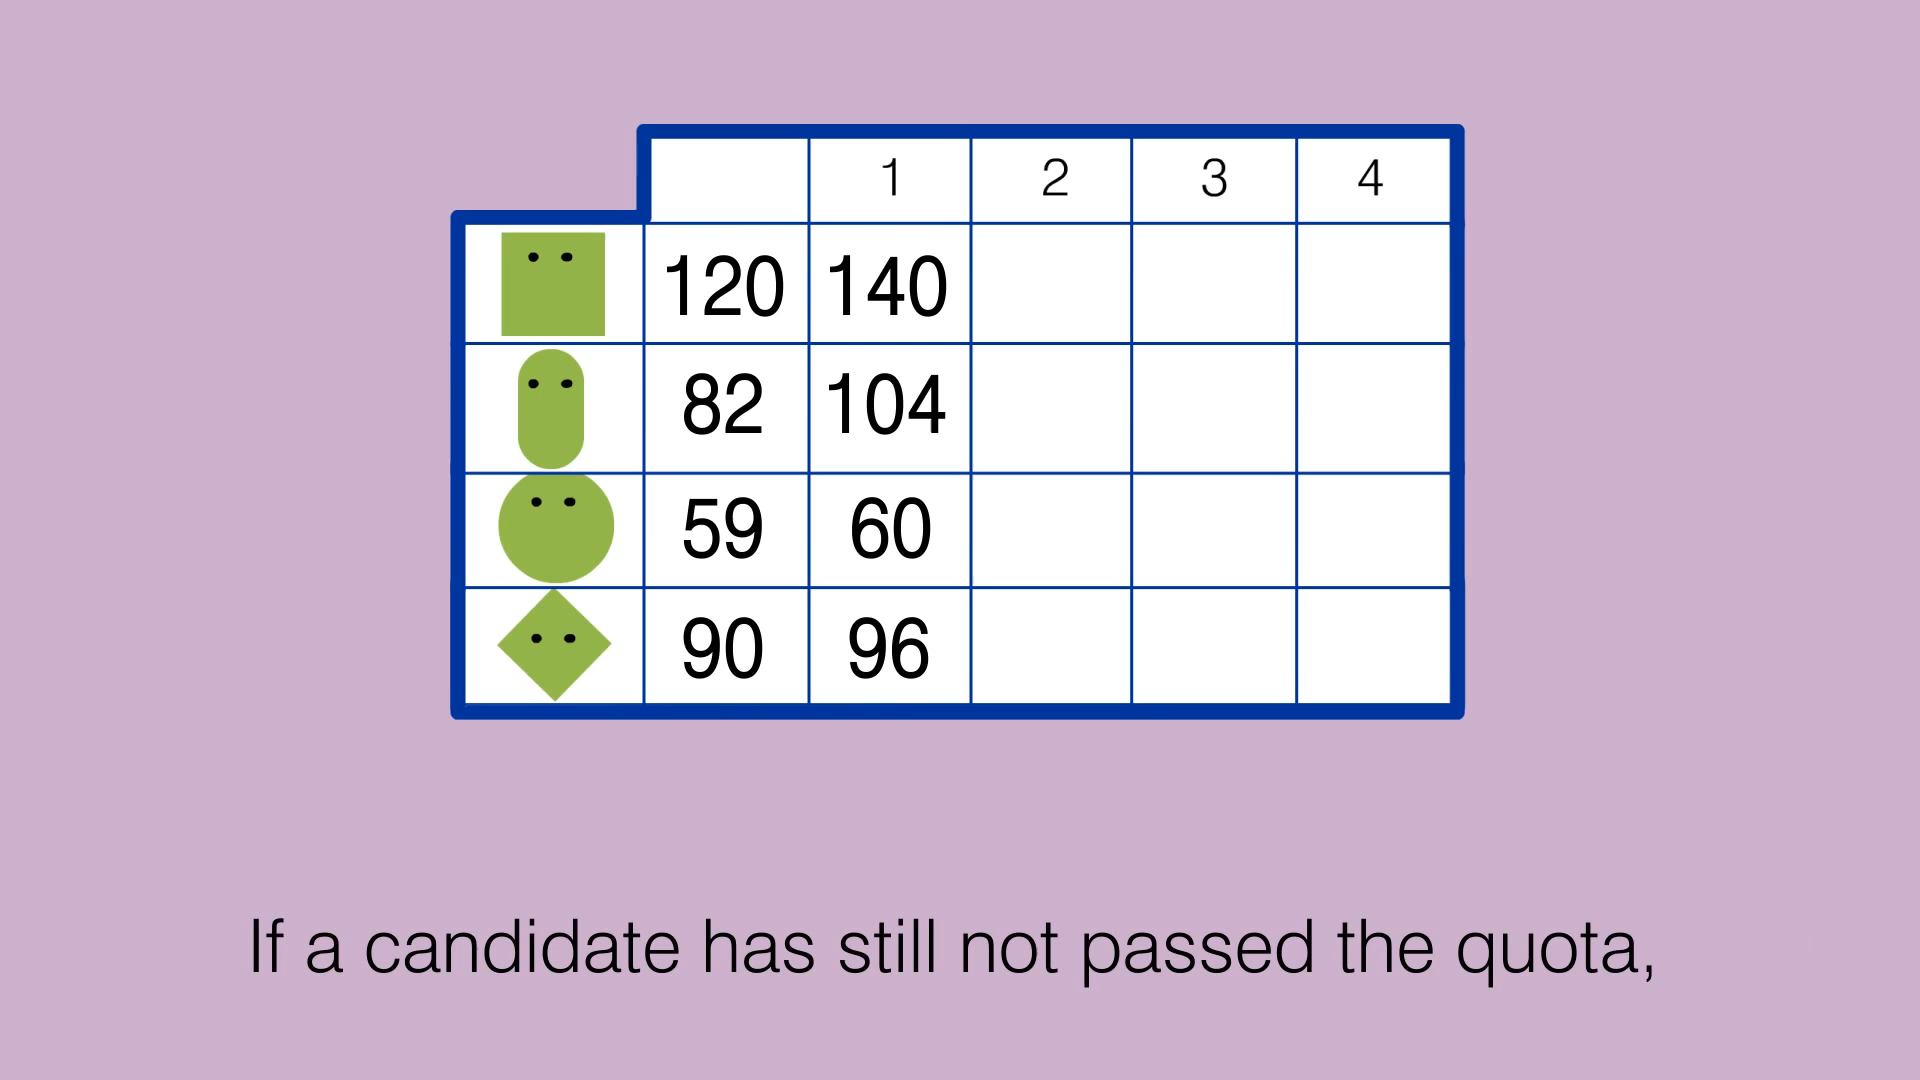 1 2 3 4
120 140
82 104
59 60
90 96
If a candidate has still not passed the quota,